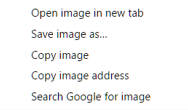 Open image in new tab
Save image as...
Copy image
Copy image address
Search Google for image